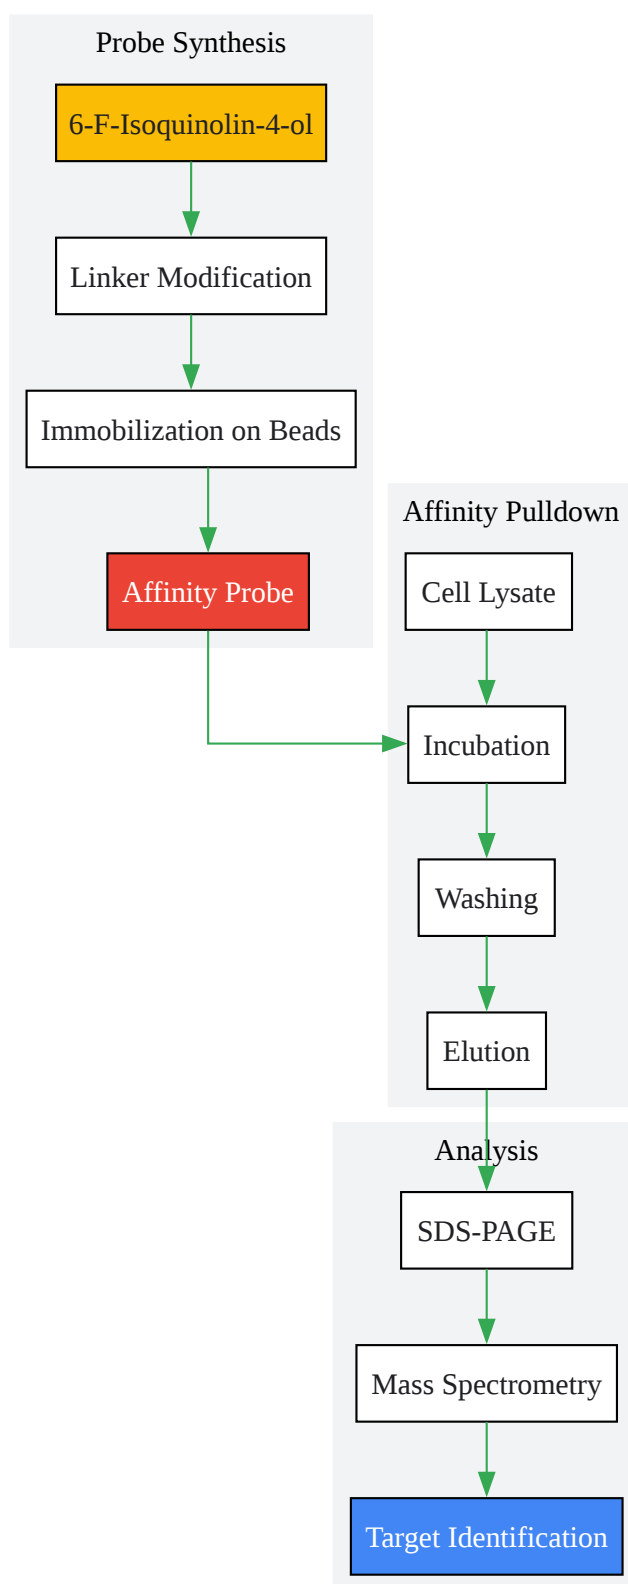 Probe Synthesis
6-F-Isoquinolin-4-ol
Linker Modification
Immobilization on Beads
Affinity Probe
Affinity Pulldown
Cell Lysate
Incubation
Washing
Elution
Analysis
SDS-PAGE
Mass Spectrometry
Target Identification